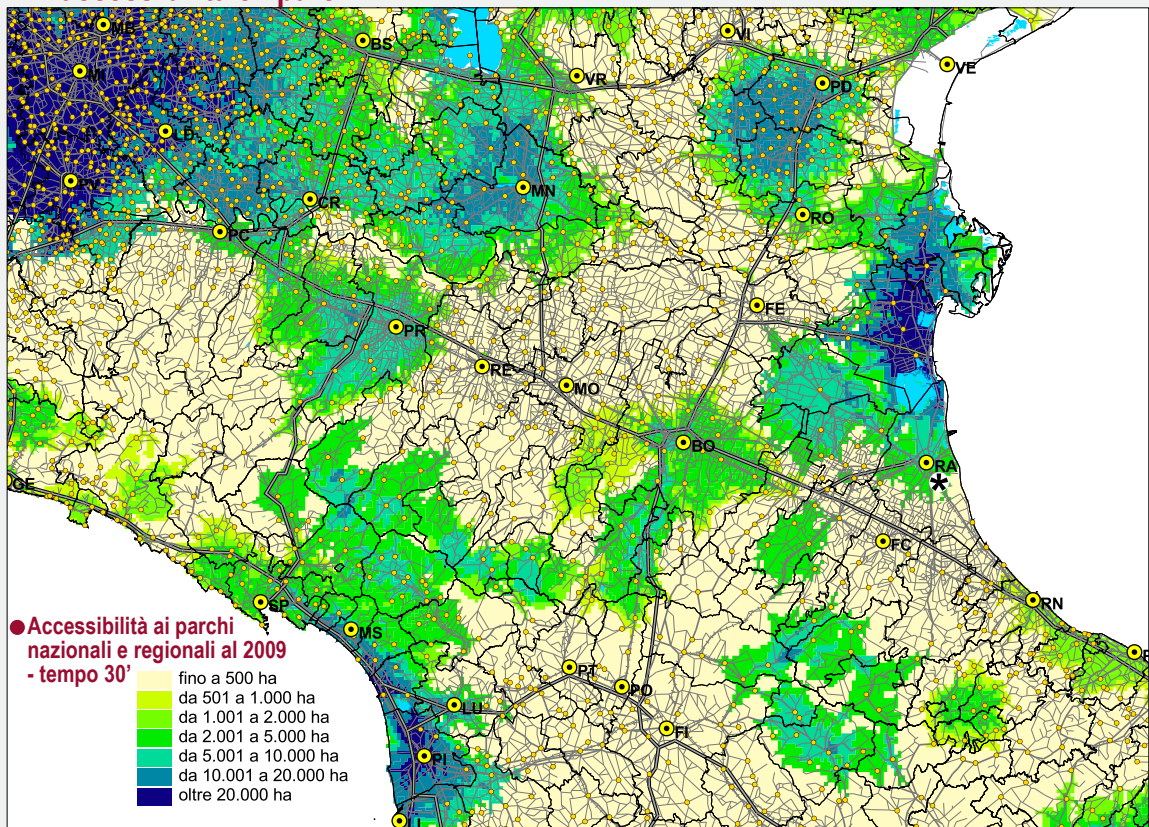 MI
BS
VI
VE
VR
PD
MN
CR
PC
RO
FE
PR
RE
MO
BO
RA
*
GE
FC
RN
SP
MS
PT
PO
LU
FI
PI
Accessibilità ai parchi
nazionali e regionali al 2009
- tempo 30’
fino a 500 ha
da 501 a 1.000 ha
da 1.001 a 2.000 ha
da 2.001 a 5.000 ha
da 5.001 a 10.000 ha
da 10.001 a 20.000 ha
oltre 20.000 ha